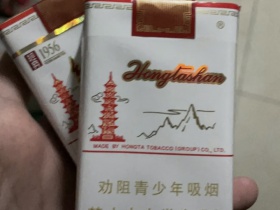 1956
Hongtashan
®
MADE BY HONGTA TOBACCO (GROUP) CO., LTD.
劝阻青少年吸烟